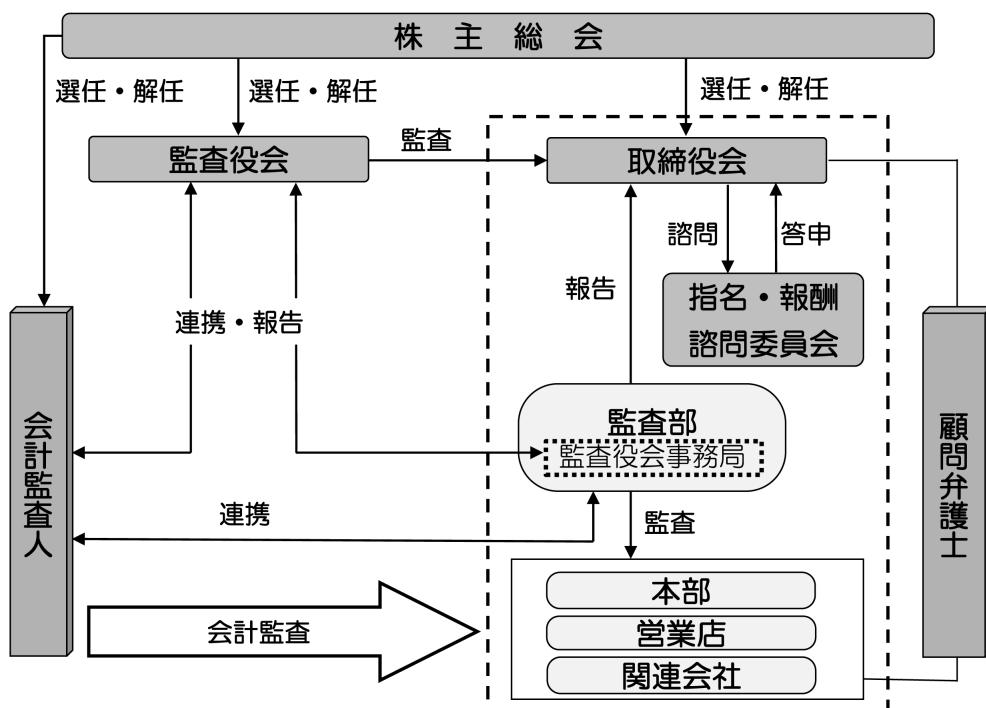 株主総会
選任・解任
選任・解任
選任・解任
監査役会
監査
取締役会
諮問
答申
報告
指名・報酬
諮問委員会
連携・報告
会計監査人
監査部
監査役会事務局
顧問弁護士
連携
監査
本部
会計監査
営業店
関連会社